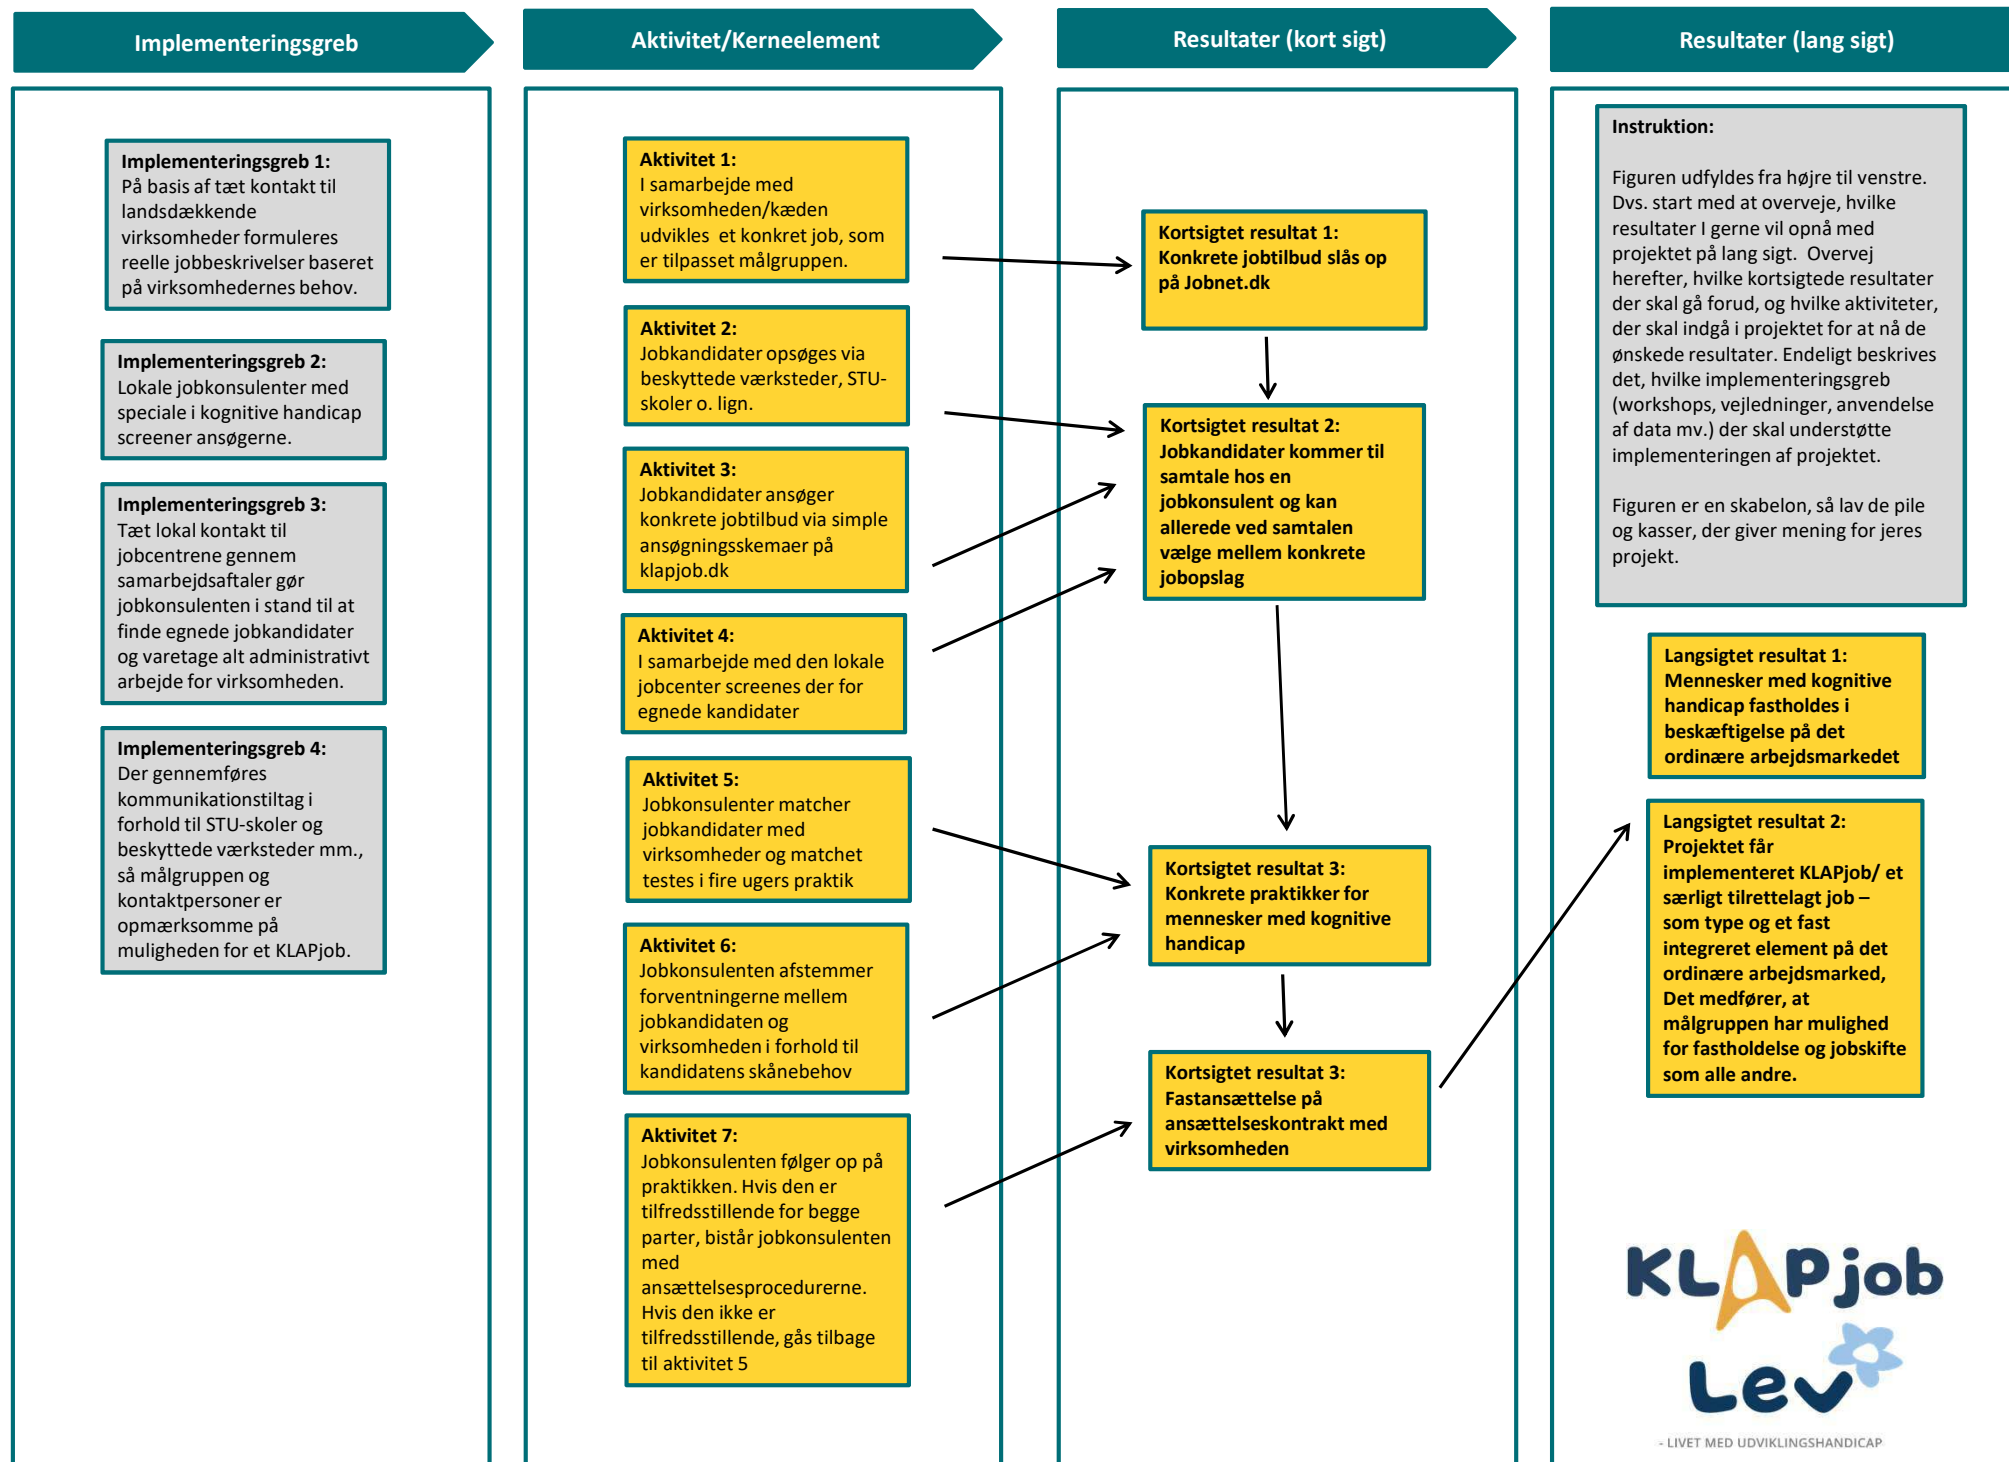 Implementeringsgreb
Aktivitet/Kerneelement
Resultater (kort sigt)
Resultater (lang sigt)
Implementeringsgreb 1:
På basis af tæt kontakt til
landsdækkende
virksomheder formuleres
reelle jobbeskrivelser baseret
på virksomhedernes behov.
Implementeringsgreb 2:
Lokale jobkonsulenter med
speciale i kognitive handicap
screener ansøgerne.
Implementeringsgreb 3:
Tæt lokal kontakt til
jobcentrene gennem
samarbejdsaftaler gør
jobkonsulenten i stand til at
finde egnede jobkandidater
og varetage alt administrativt
arbejde for virksomheden.
Implementeringsgreb 4:
Der gennemføres
kommunikationstiltag i
forhold til STU-skoler og
beskyttede værksteder mm.,
så målgruppen og
kontaktpersoner er
opmærksomme på
muligheden for et KLAPjob.
Aktivitet 1:
I samarbejde med
virksomheden/kæden
udvikles et konkret job, som
er tilpasset målgruppen.
Aktivitet 2:
Jobkandidater opsøges via
beskyttede værksteder, STU-
skoler o. lign.
Aktivitet 3:
Jobkandidater ansøger
konkrete jobtilbud via simple
ansøgningsskemaer på
klapjob.dk
Aktivitet 4:
I samarbejde med den lokale
jobcenter screenes der for
egnede kandidater
Aktivitet 5:
Jobkonsulenter matcher
jobkandidater med
virksomheder og matchet
testes i fire ugers praktik
Aktivitet 6:
Jobkonsulenten afstemmer
forventningerne mellem
jobkandidaten og
virksomheden i forhold til
kandidatens skånebehov
Aktivitet 7:
Jobkonsulenten følger op på
praktikken. Hvis den er
tilfredsstillende for begge
parter, bistår jobkonsulenten
med
ansættelsesprocedurerne.
Hvis den ikke er
tilfredsstillende, gås tilbage
til aktivitet 5
Kortsigtet resultat 1:
Konkrete jobtilbud slås op
på Jobnet.dk
Kortsigtet resultat 2:
Jobkandidater kommer til
samtale hos en
jobkonsulent og kan
allerede ved samtalen
vælge mellem konkrete
jobopslag
Kortsigtet resultat 3:
Konkrete praktikker for
mennesker med kognitive
handicap
Kortsigtet resultat 3:
Fastansættelse på
ansættelseskontrakt med
virksomheden
Instruktion:
Figuren udfyldes fra højre til venstre.
Dvs. start med at overveje, hvilke
resultater I gerne vil opnå med
projektet på lang sigt. Overvej
herefter, hvilke kortsigtede resultater
der skal gå forud, og hvilke aktiviteter,
der skal indgå i projektet for at nå de
ønskede resultater. Endeligt beskrives
det, hvilke implementeringsgreb
(workshops, vejledninger, anvendelse
af data mv.) der skal understøtte
implementeringen af projektet.
Figuren er en skabelon, så lav de pile
og kasser, der giver mening for jeres
projekt.
Langsigtet resultat 1:
Mennesker med kognitive
handicap fastholdes i
beskæftigelse på det
ordinære arbejdsmarkedet
Langsigtet resultat 2:
Projektet får
implementeret KLAPjob/ et
særligt tilrettelagt job –
som type og et fast
integreret element på det
ordinære arbejdsmarked,
Det medfører, at
målgruppen har mulighed
for fastholdelse og jobskifte
som alle andre.
KLAPjob
Lev
- LIVET MED UDVIKLINGSHANDICAP